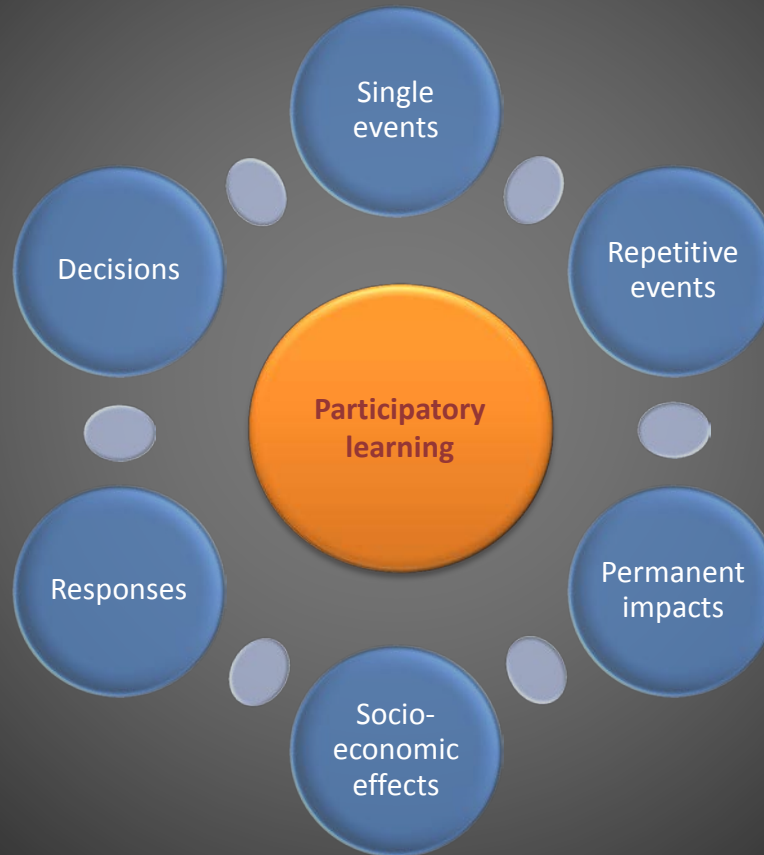 Single
events
Repetitive
events
Permanent
impacts
Socio-
economic
effects
Responses
Decisions
Participatory
learning